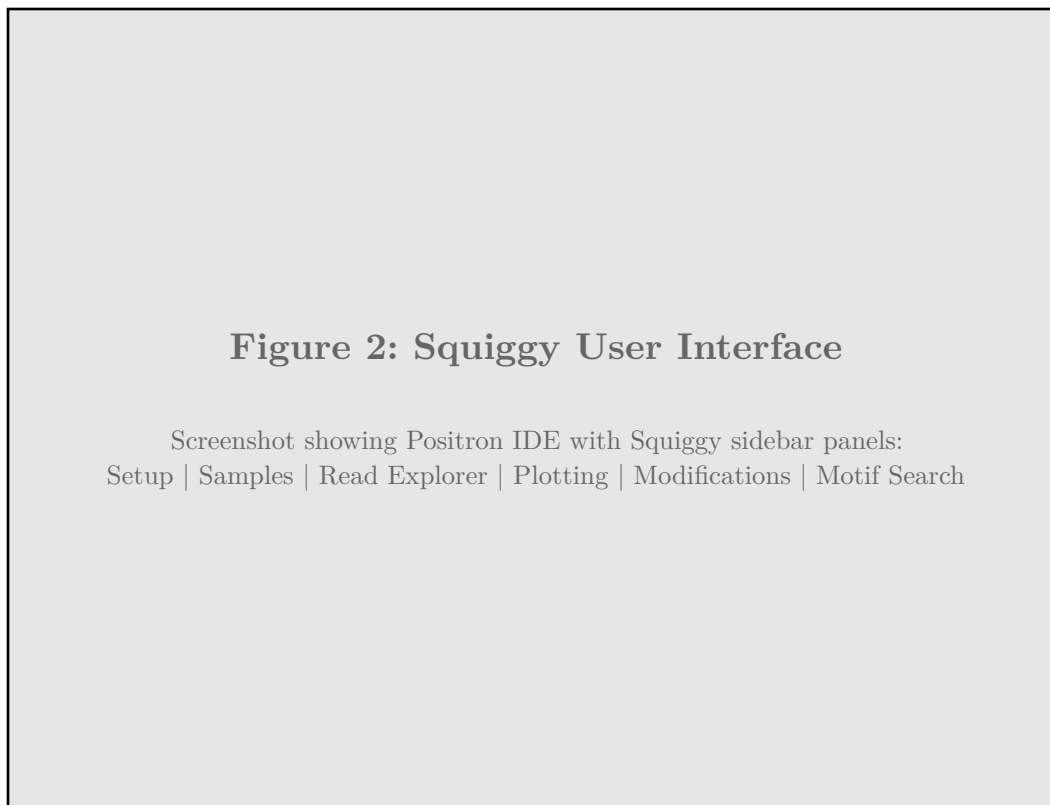 Figure 2: Squiggy User Interface
Screenshot showing Positron IDE with Squiggy sidebar panels:
Setup | Samples | Read Explorer | Plotting | Modifications | Motif Search